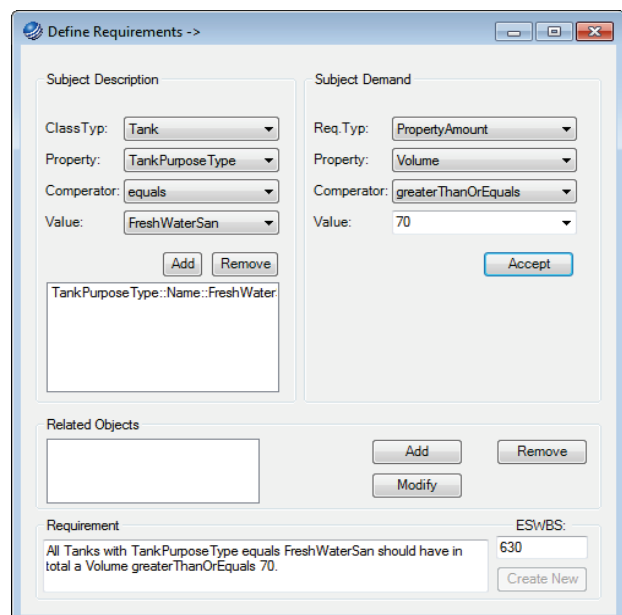 Define Requirements ->
Subject Description
Subject Demand
ClassTyp: Tank
Req.Typ: PropertyAmount
Property: TankPurposeType
Property: Volume
Comperator: equals
Comperator: greaterThanOrEquals
Value: FreshWaterSan
Value: 70
Add Remove
Accept
TankPurposeType::Name::FreshWater
Related Objects
Add Remove
Modify
Requirement
ESWBS:
All Tanks with TankPurposeType equals FreshWaterSan should have in
total a Volume greaterThanOrEquals 70.
630
Create New